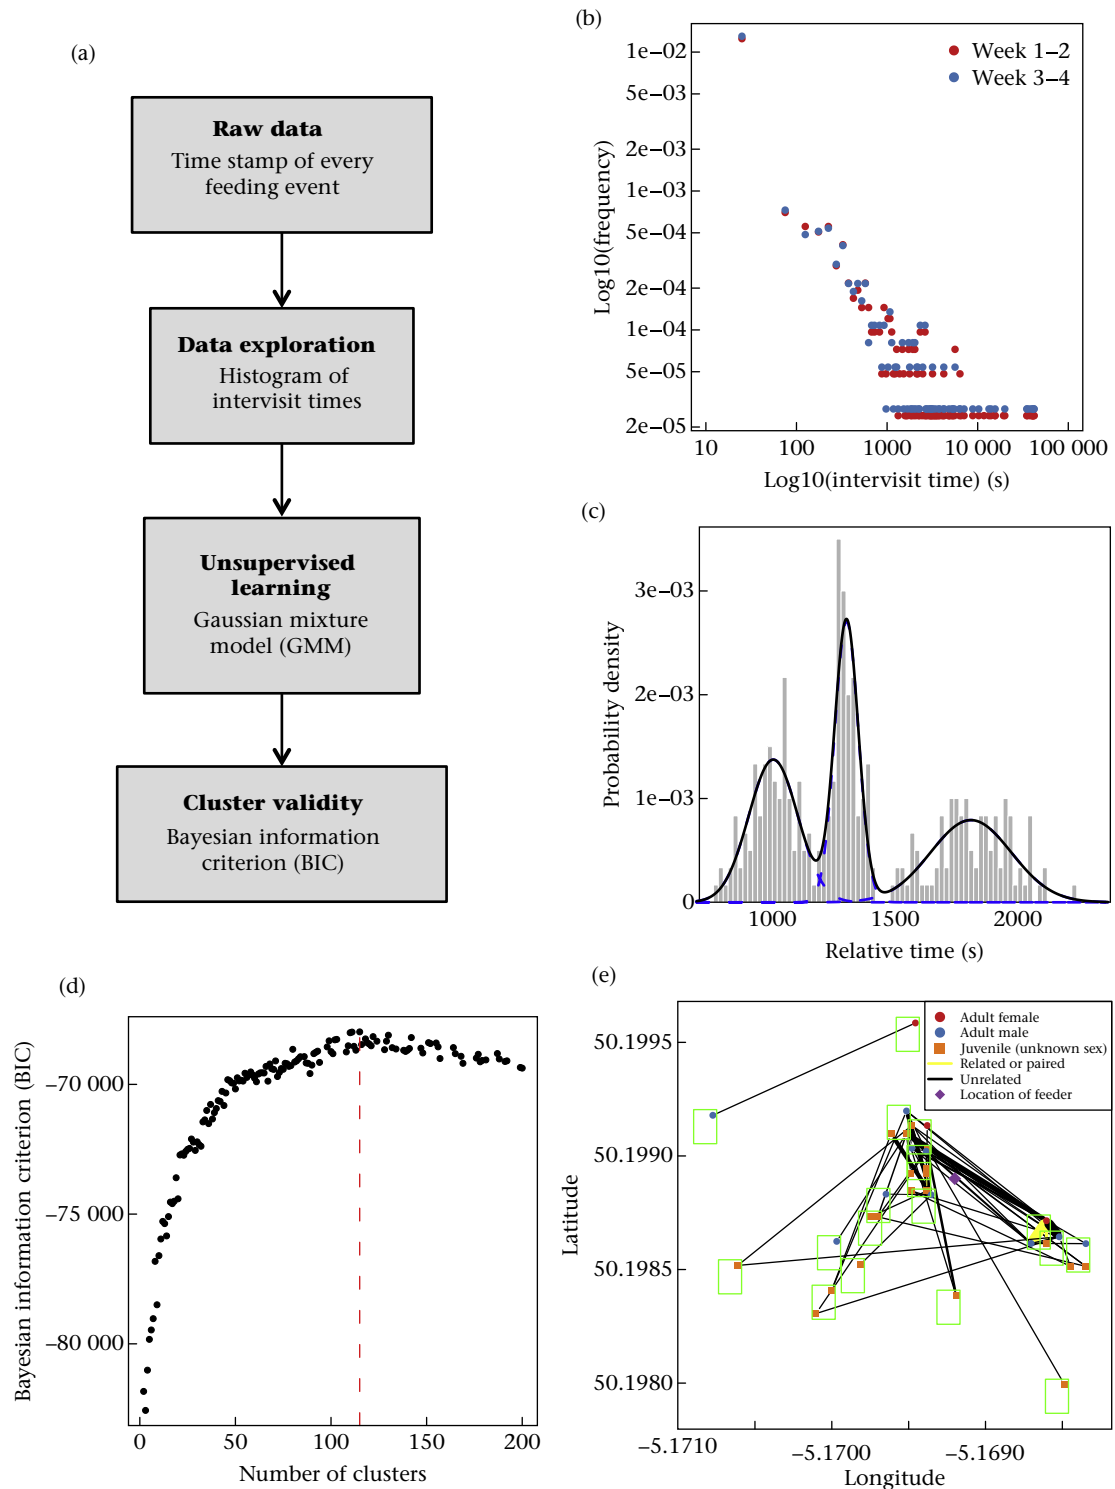 (a)
Raw data
Time stamp of every
feeding event
Data exploration
Histogram of
intervisit times
Unsupervised
learning
Gaussian mixture
model (GMM)
Cluster validity
Bayesian information
criterion (BIC)
(b)
Log10(frequency)
1e−02
5e−03
2e−03
1e−03
5e−04
2e−04
1e−04
5e−05
2e−05
Week 1–2
Week 3–4
10 100 1000 10 000 100 000
Log10(intervisit time) (s)
(c)
Probability density
3e−03
2e−03
1e−03
0
1000 1500 2000
Relative time (s)
(d)
Bayesian information criterion (BIC)
−70 000
−75 000
−80 000
0 50 100 150 200
Number of clusters
(e)
Latitude
50.1995
50.1990
50.1985
50.1980
Adult female
Adult male
Juvenile (unknown sex)
Related or paired
Unrelated
Location of feeder
−5.1710 −5.1700 −5.1690
Longitude